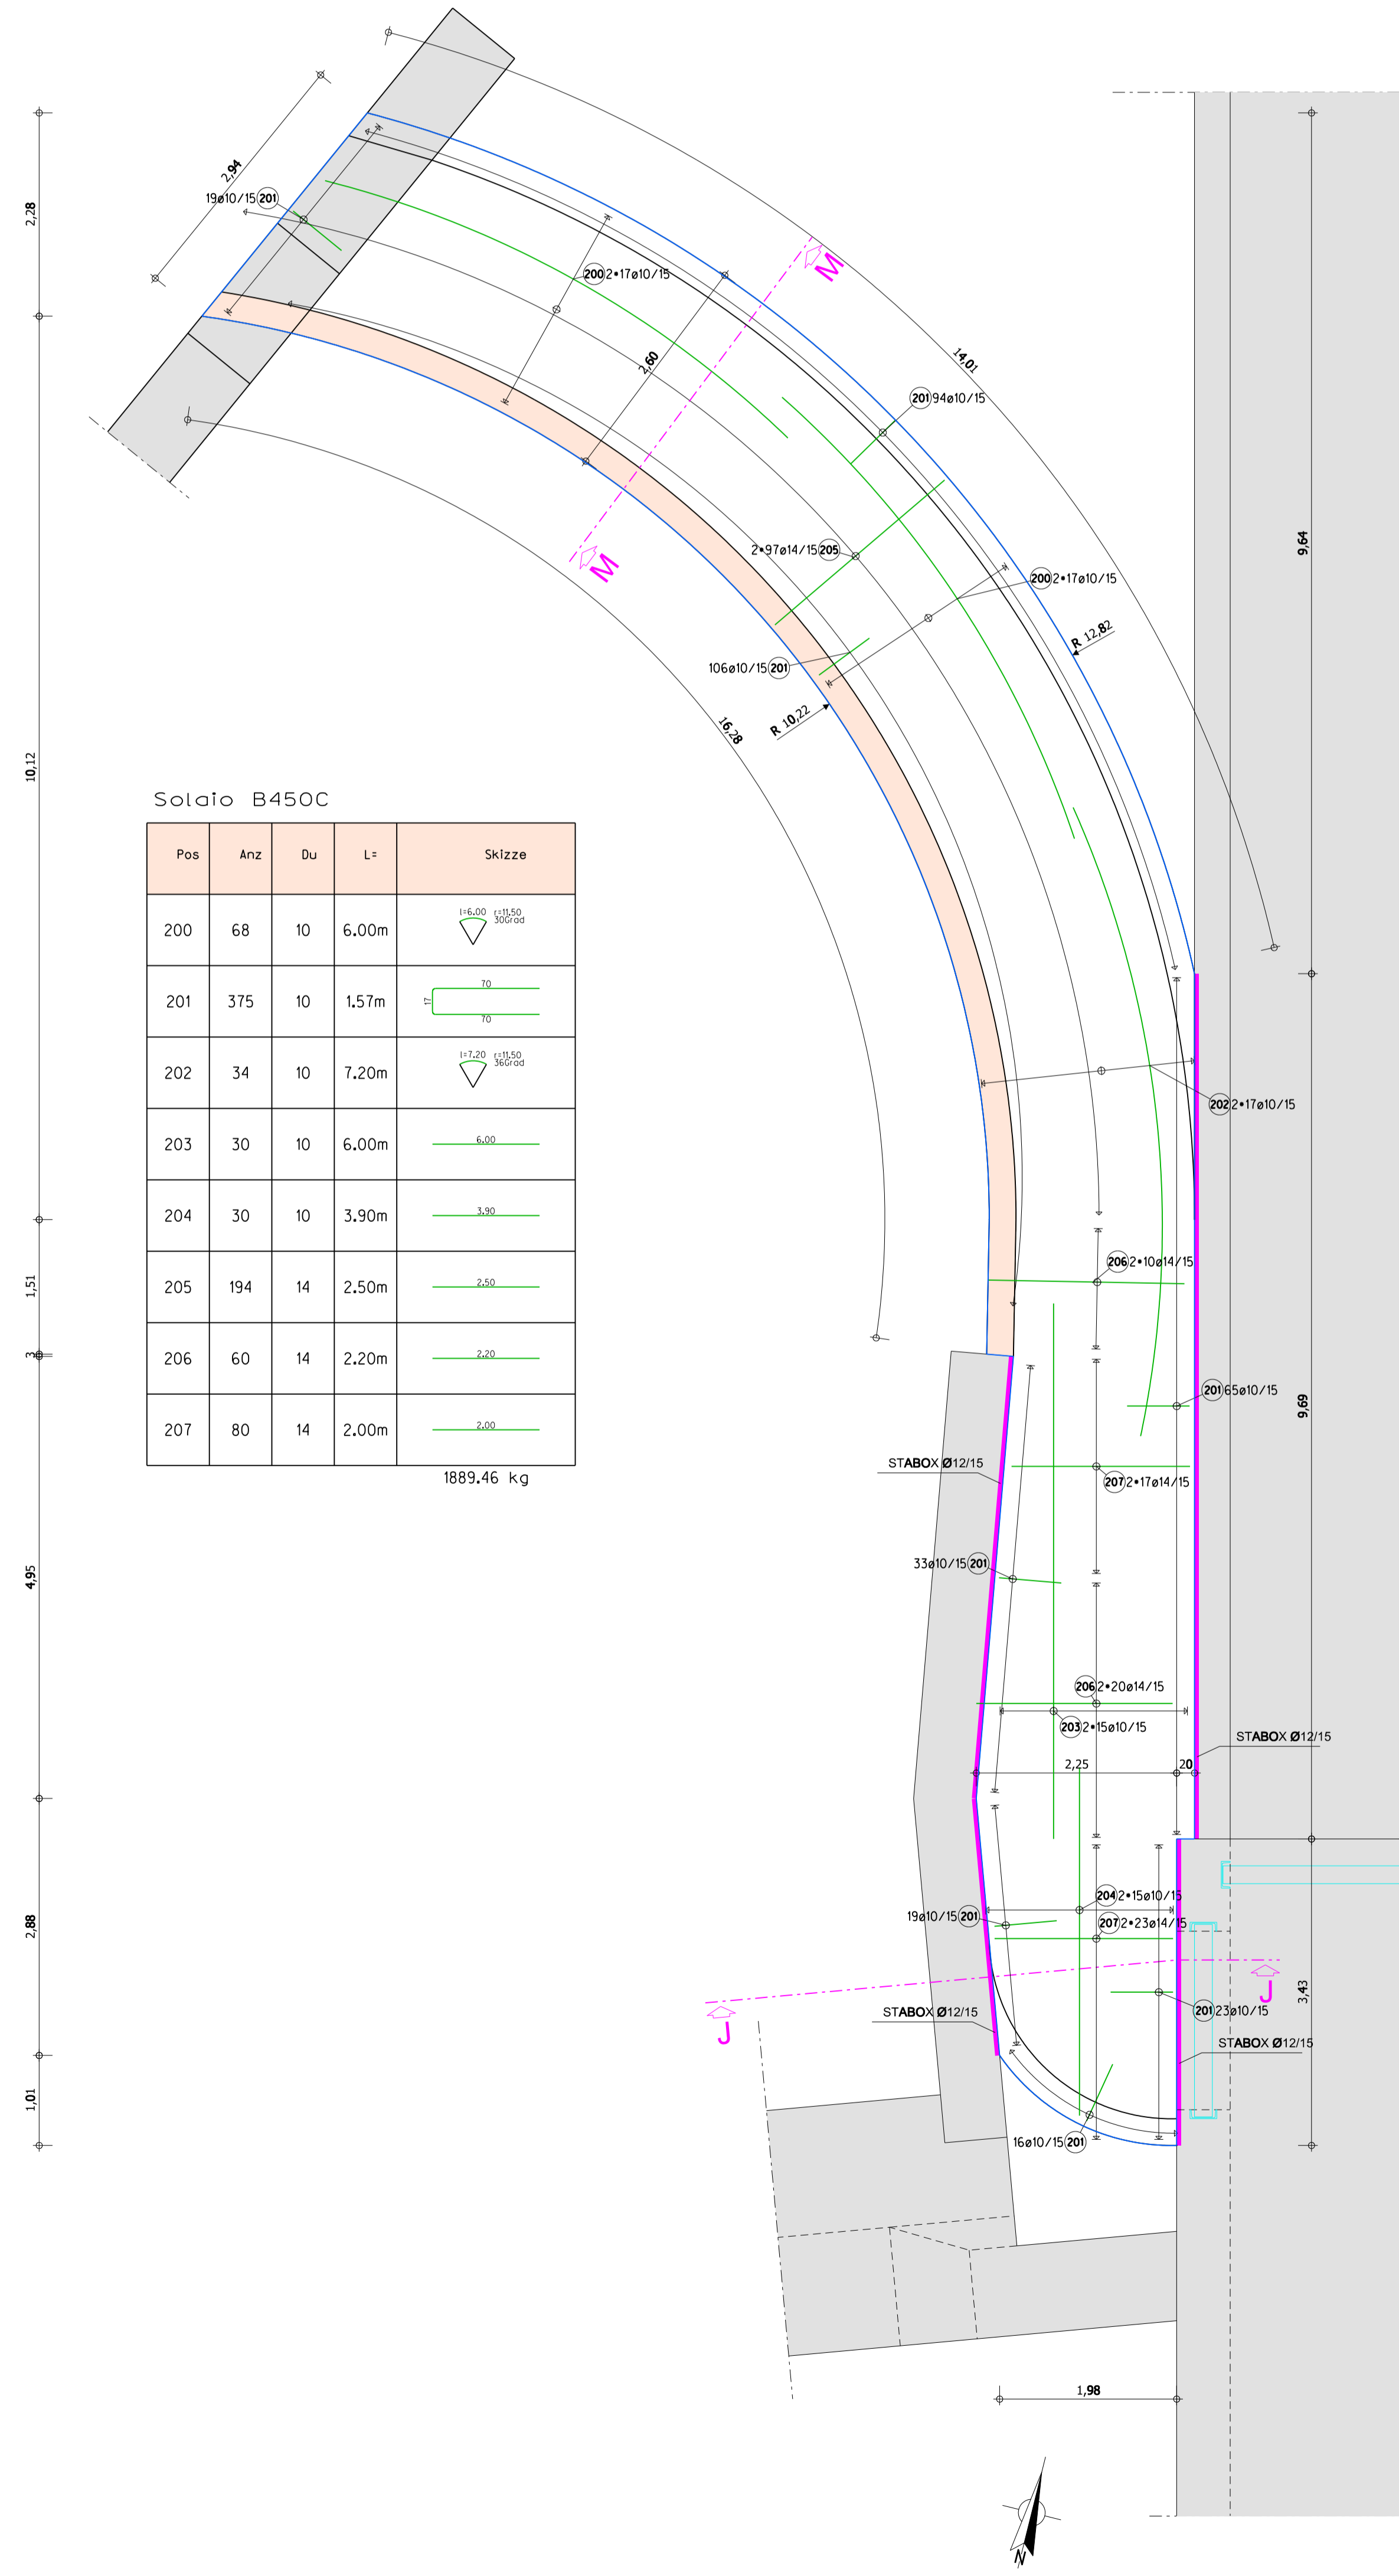 2,94
19ø10/15 201
2,28
200 2•17ø10/15
M
2,60
14,01
201 94ø10/15
9,64
2•97ø14/15 205
M
200 2•17ø10/15
R 12,82
106ø10/15 201
R 10,22
16,28
10,12
Solaio B450C
Pos Anz Du L= Skizze
200 68 10 6.00m l=6.00 r=11.50 30Grad
201 375 10 1.57m 70 17 70
202 34 10 7.20m l=7.20 r=11.50 36Grad
203 30 10 6.00m 6.00
204 30 10 3.90m 3.90
205 194 14 2.50m 2.50
206 60 14 2.20m 2.20
207 80 14 2.00m 2.00
1889.46 kg
202 2•17ø10/15
206 2•10ø14/15
1,51
3
201 65ø10/15
9,69
STABOX Ø12/15
207 2•17ø14/15
33ø10/15 201
4,95
206 2•20ø14/15
203 2•15ø10/15
STABOX Ø12/15
2,25
20
204 2•15ø10/15
19ø10/15 201
207 2•23ø14/15
2,88
J
3,43
201 23ø10/15
STABOX Ø12/15
J
STABOX Ø12/15
1,01
16ø10/15 201
1,98
N